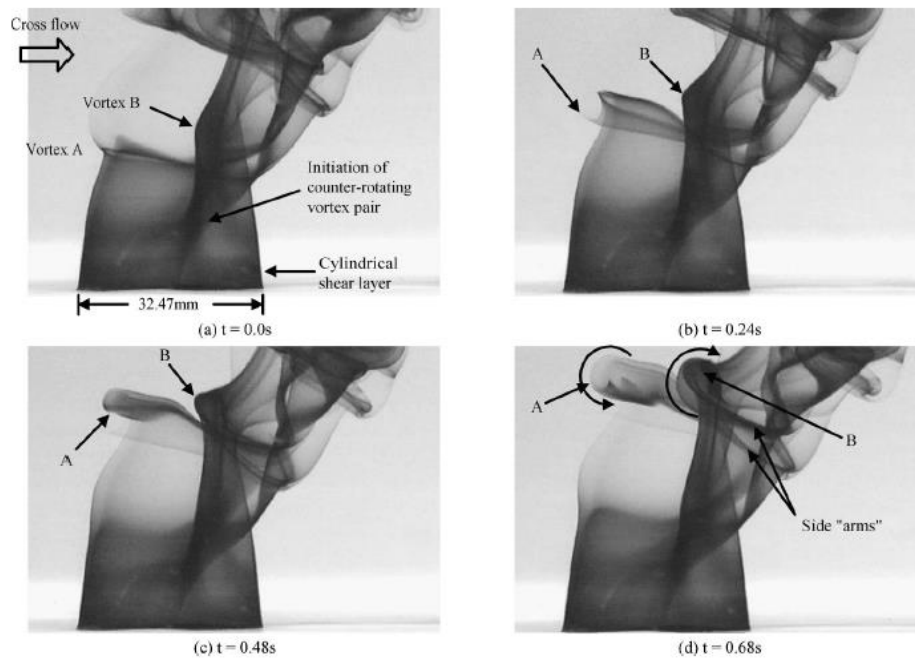 Cross flow
Vortex B
Vortex A
Initiation of
counter-rotating
vortex pair
Cylindrical
shear layer
32.47mm
(a) t = 0.0s
A
B
(b) t = 0.24s
B
A
(c) t = 0.48s
A
B
Side "arms"
(d) t = 0.68s